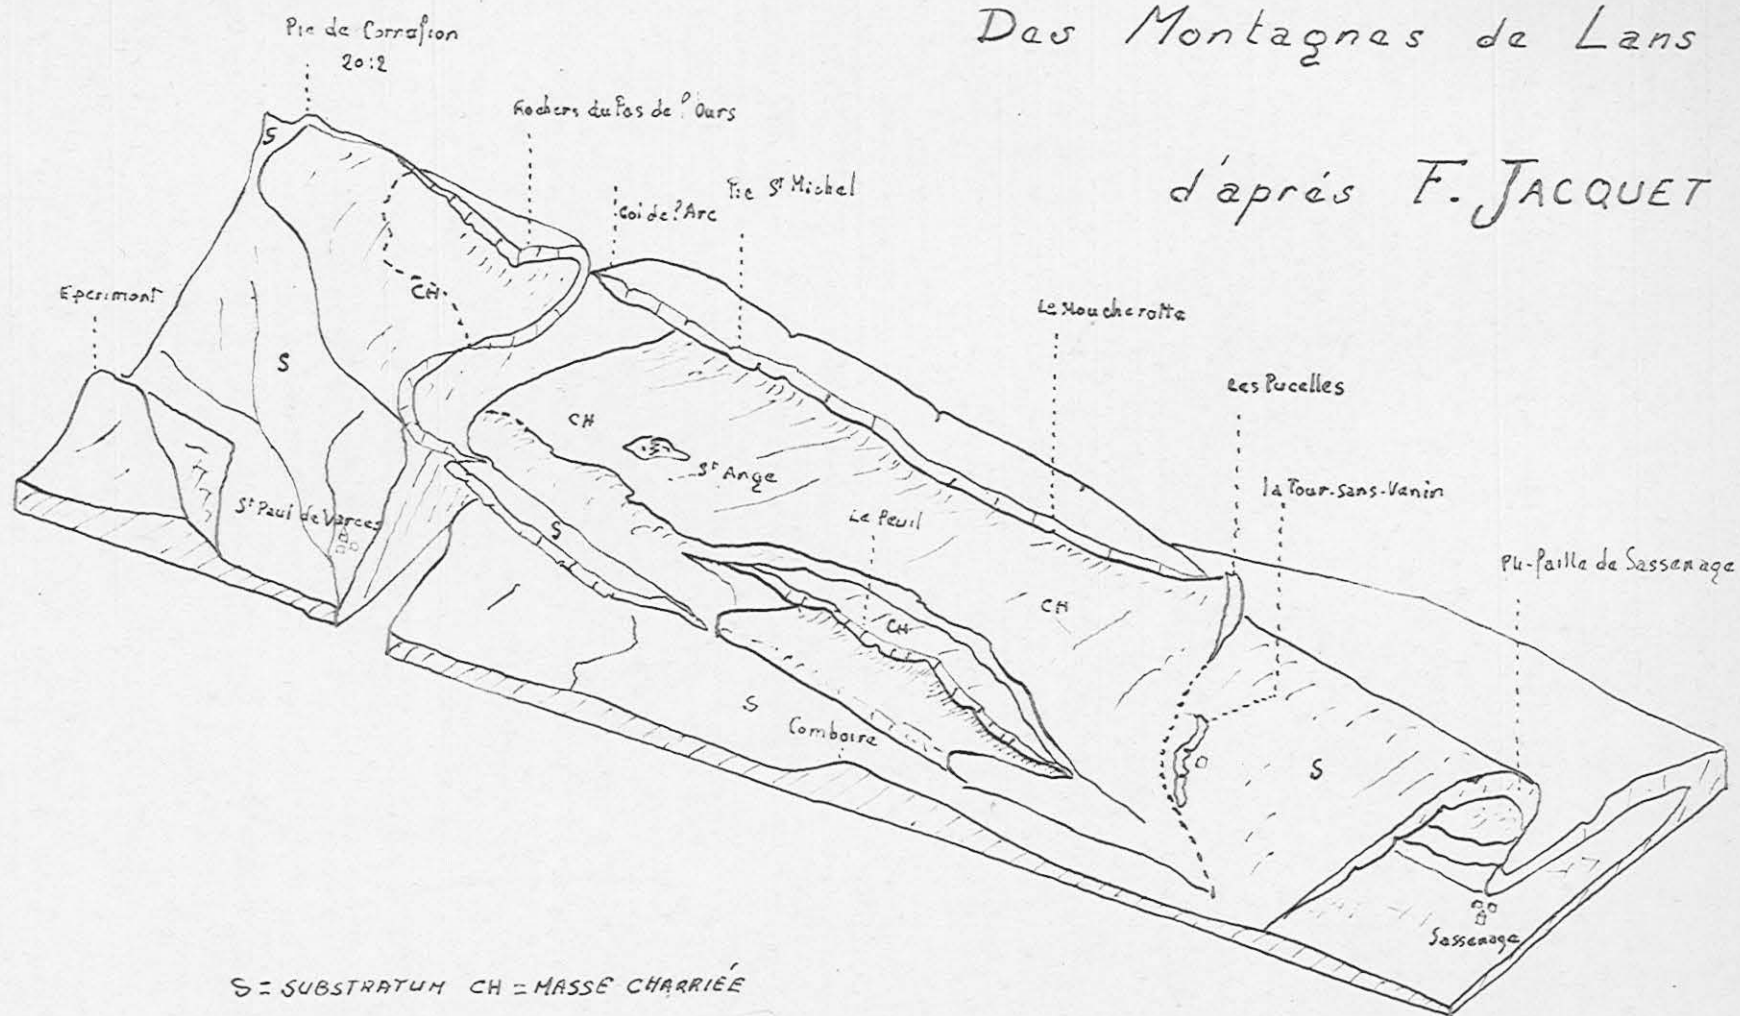 Des Montagnes de Lans
d'après F. JACQUET
Pic de Corrafion
20:2
Rochers du Pas de l'Ours
Col de l'Arc
Pic St Michel
Eperimont
Le Moucherotte
Les Pucelles
la Tour-sans-Venin
Pli-faille de Sassenage
S
CH
S
CH
St Ange
Le Peuil
St Paul de Varces
S
CH
CH
S
Comboire
S
Sassenage
S = SUBSTRATUM CH = MASSE CHARRIÉE